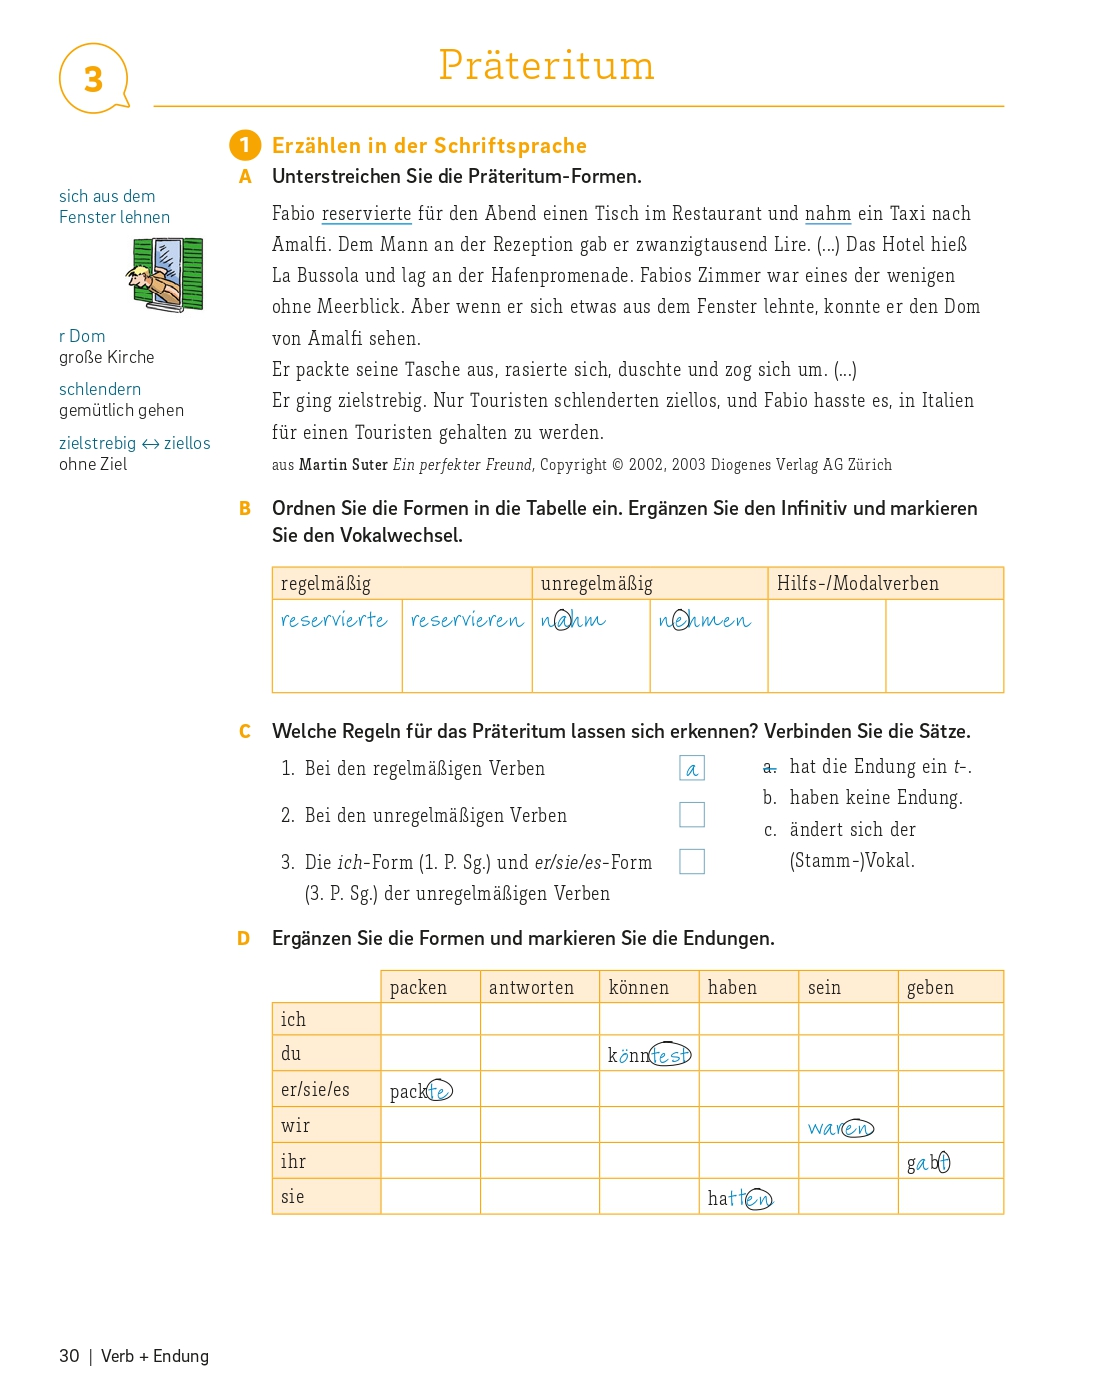 3
Präteritum
1 Erzählen in der Schriftsprache
A Unterstreichen Sie die Präteritum-Formen.
sich aus dem
Fenster lehnen
r Dom
große Kirche
schlendern
gemütlich gehen
zielstrebig ↔ ziellos
ohne Ziel
Fabio reservierte für den Abend einen Tisch im Restaurant und nahm ein Taxi nach
Amalfi. Dem Mann an der Rezeption gab er zwanzigtausend Lire. (...) Das Hotel hieß
La Bussola und lag an der Hafenpromenade. Fabios Zimmer war eines der wenigen
ohne Meerblick. Aber wenn er sich etwas aus dem Fenster lehnte, konnte er den Dom
von Amalfi sehen.
Er packte seine Tasche aus, rasierte sich, duschte und zog sich um. (...)
Er ging zielstrebig. Nur Touristen schlenderten ziellos, und Fabio hasste es, in Italien
für einen Touristen gehalten zu werden.
aus Martin Suter Ein perfekter Freund, Copyright © 2002, 2003 Diogenes Verlag AG Zürich
B Ordnen Sie die Formen in die Tabelle ein. Ergänzen Sie den Infinitiv und markieren
Sie den Vokalwechsel.
regelmäßig unregelmäßig Hilfs-/Modalverben
reservierte reservieren nahm nehmen
C Welche Regeln für das Präteritum lassen sich erkennen? Verbinden Sie die Sätze.
1. Bei den regelmäßigen Verben a
2. Bei den unregelmäßigen Verben
3. Die ich-Form (1. P. Sg.) und er/sie/es-Form
(3. P. Sg.) der unregelmäßigen Verben
a. hat die Endung ein t-.
b. haben keine Endung.
c. ändert sich der
(Stamm-)Vokal.
D Ergänzen Sie die Formen und markieren Sie die Endungen.
packen antworten können haben sein geben
ich
du könntest
er/sie/es packte
wir waren
ihr gabt
sie hatten
30 | Verb + Endung